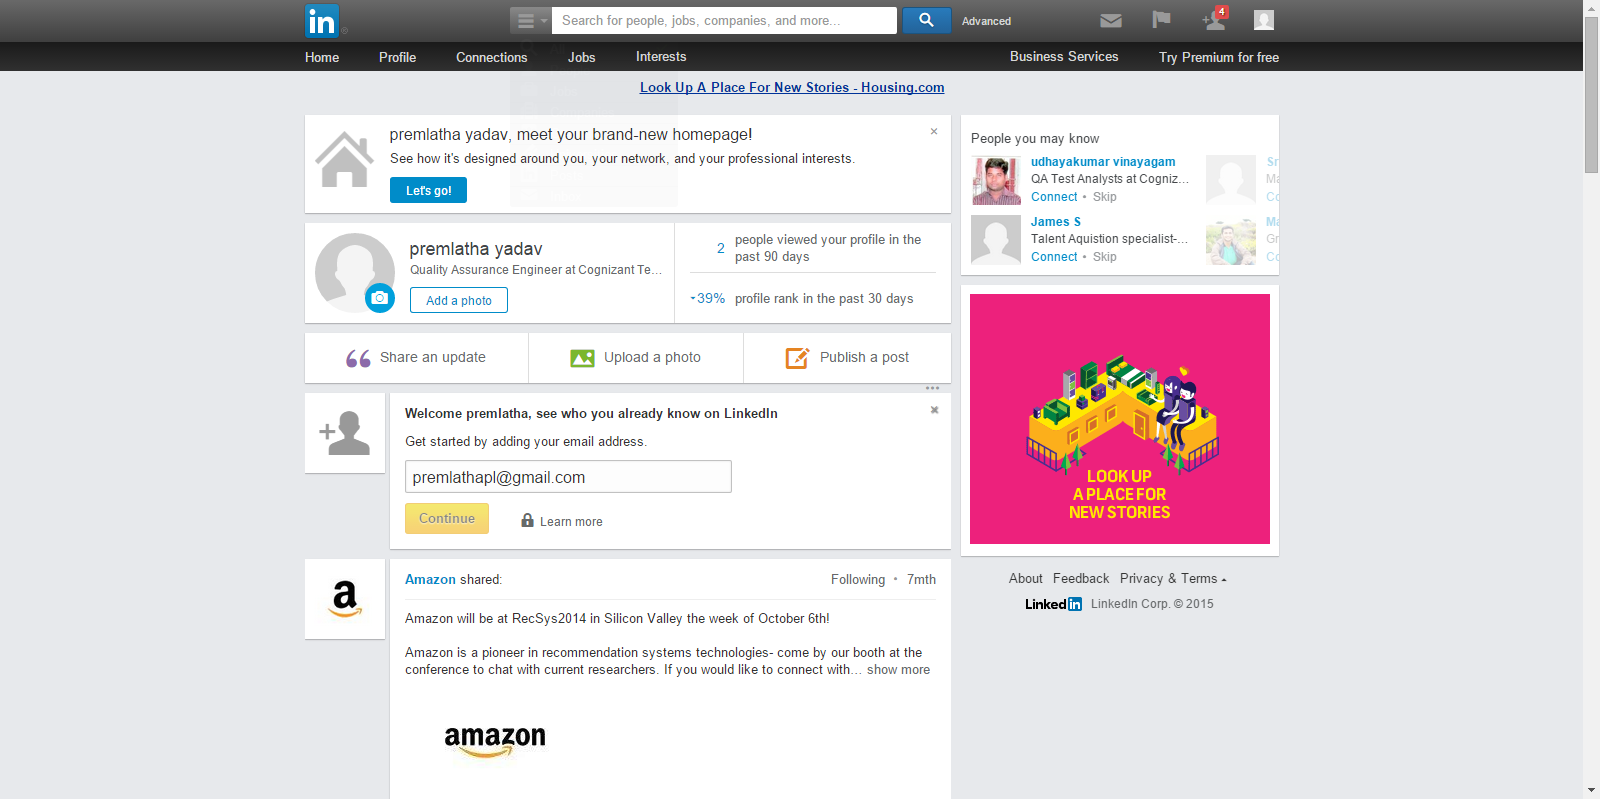 in
Search for people, jobs, companies, and more...
Advanced
4
Home
Profile
Connections
Jobs
Interests
Business Services
Try Premium for free
Look Up A Place For New Stories - Housing.com
premlatha yadav, meet your brand-new homepage!
See how it's designed around you, your network, and your professional interests.
Let's go!
premlatha yadav
Quality Assurance Engineer at Cognizant Te...
Add a photo
2 people viewed your profile in the
past 90 days
39% profile rank in the past 30 days
Share an update
Upload a photo
Publish a post
Welcome premlatha, see who you already know on LinkedIn
Get started by adding your email address.
premlathapl@gmail.com
Continue
Learn more
a
Amazon shared:
Following • 7mth
Amazon will be at RecSys2014 in Silicon Valley the week of October 6th!
Amazon is a pioneer in recommendation systems technologies- come by our booth at the
conference to chat with current researchers. If you would like to connect with... show more
amazon
People you may know
udhayakumar vinayagam
QA Test Analysts at Cogniz...
Connect • Skip
Sr
Ma
Co
James S
Talent Aquistion specialist-...
Connect • Skip
Ma
Gr
Co
LOOK UP
A PLACE FOR
NEW STORIES
About Feedback Privacy & Terms
LinkedIn LinkedIn Corp. © 2015